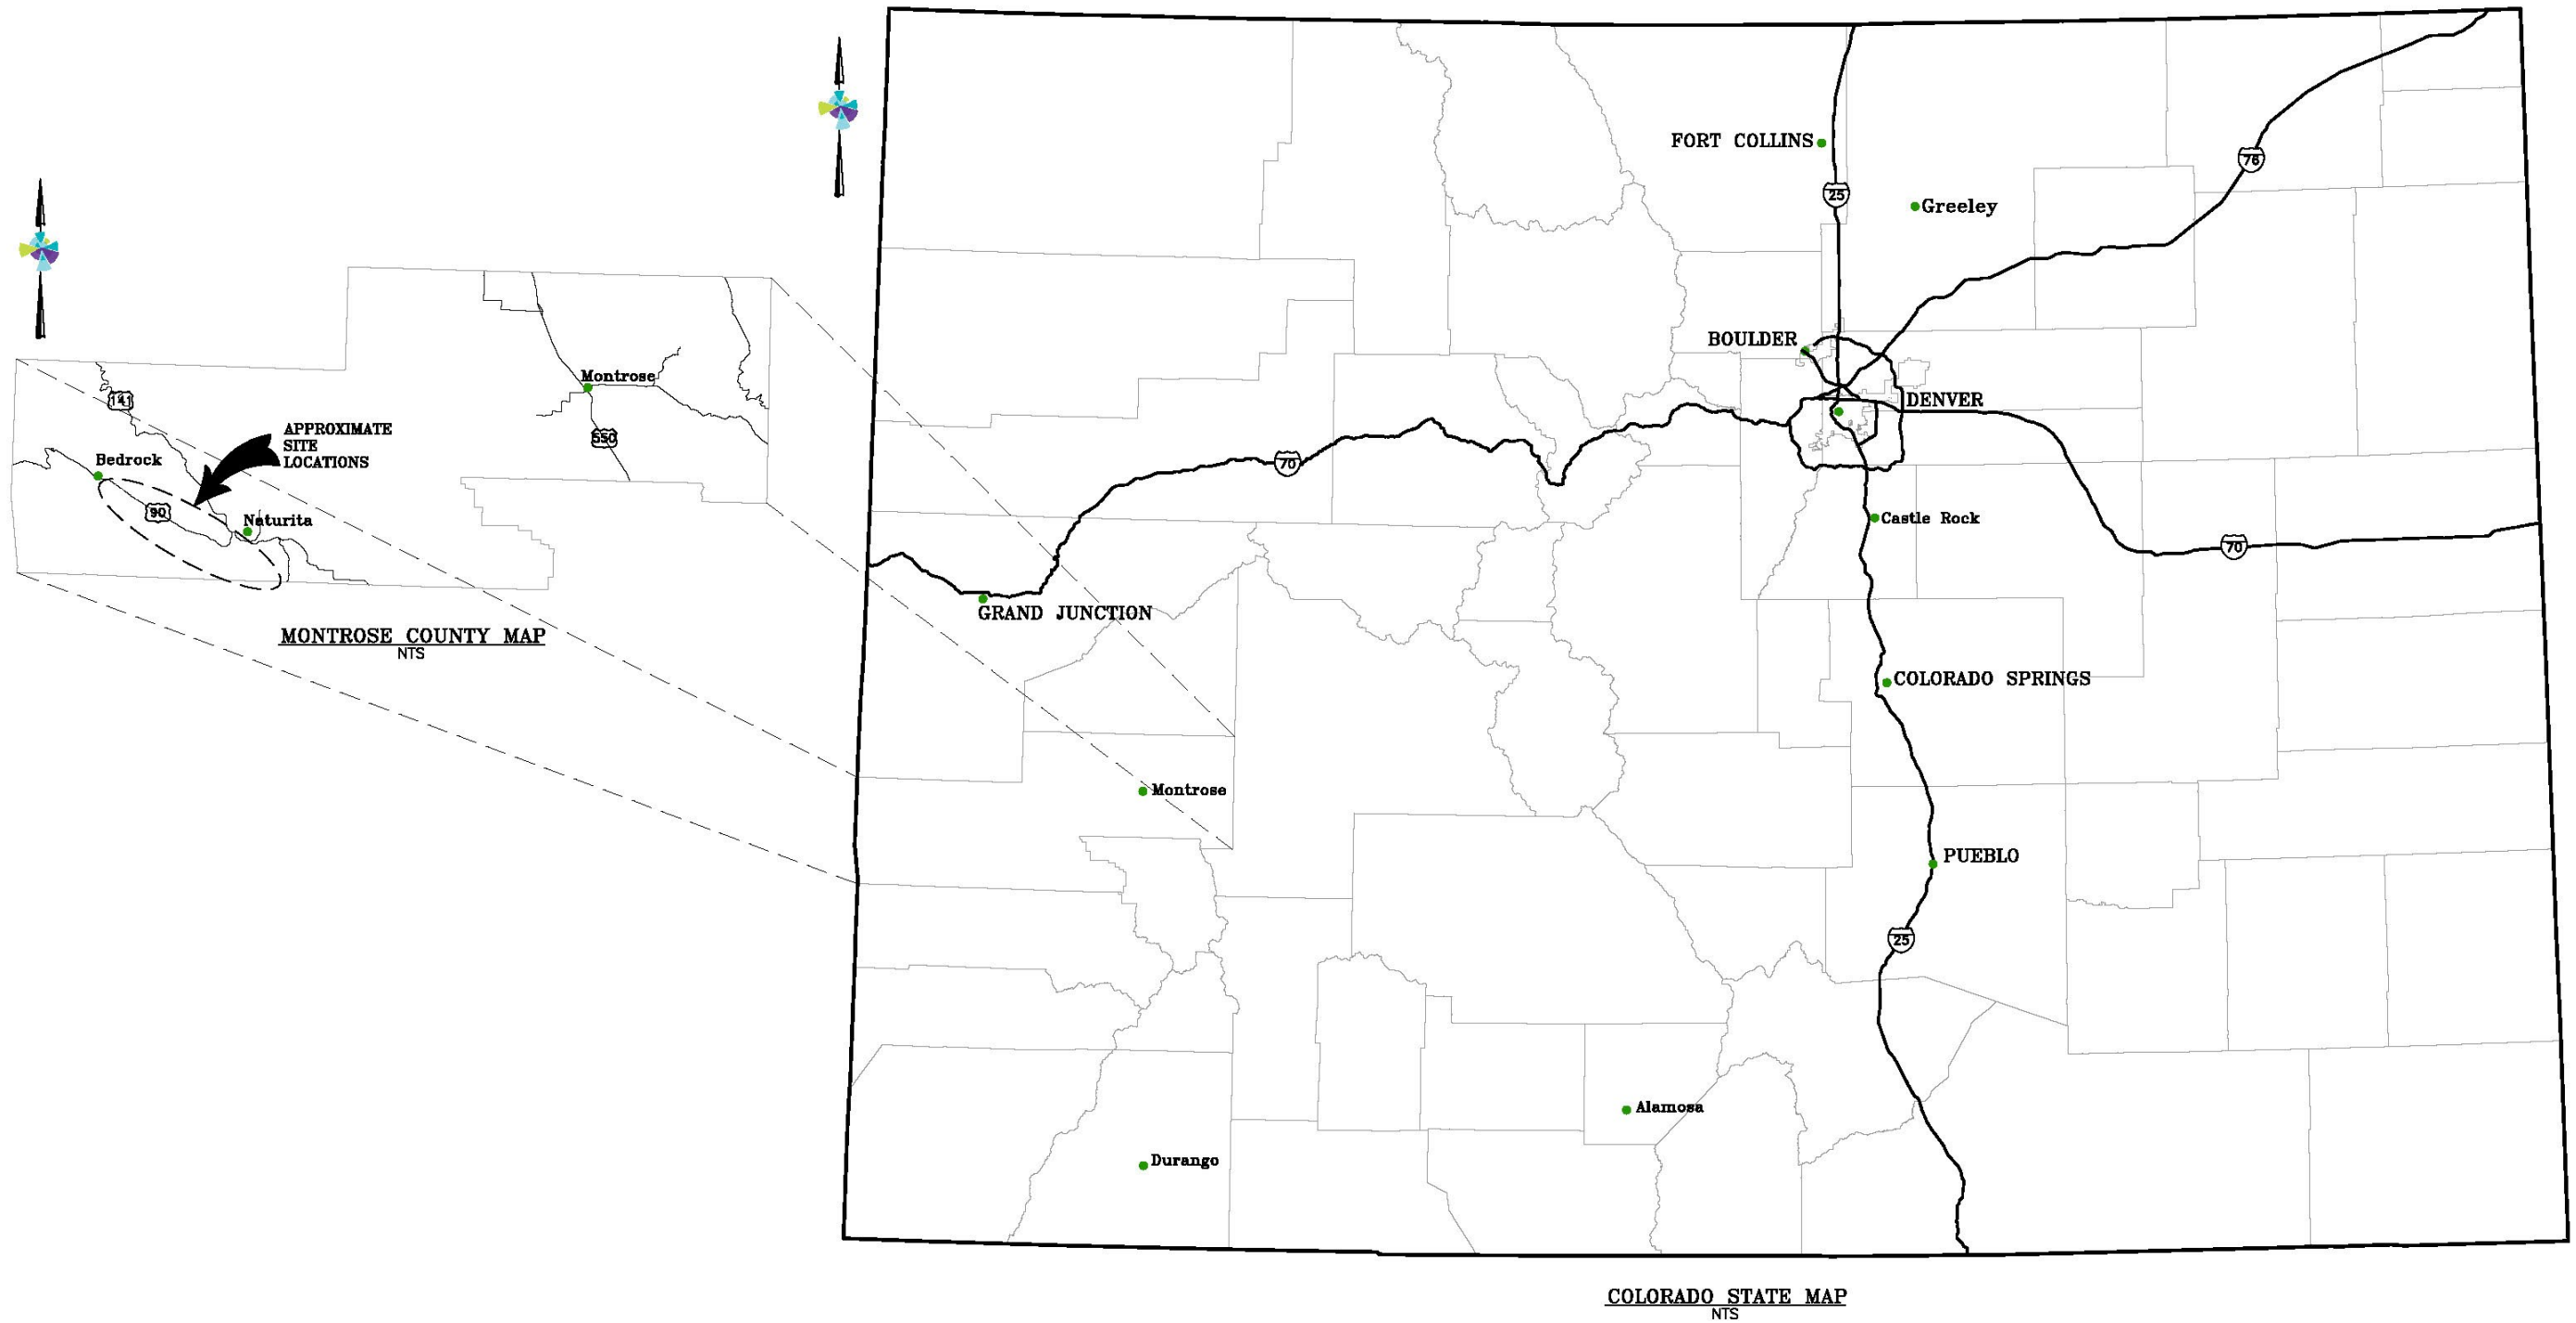 141
APPROXIMATE
SITE
LOCATIONS
Bedrock
90
Naturita
Montrose
550
MONTROSE COUNTY MAP
NTS
FORT COLLINS
25
Greeley
76
BOULDER
DENVER
70
Castle Rock
70
GRAND JUNCTION
COLORADO SPRINGS
Montrose
PUEBLO
25
Alamosa
Durango
COLORADO STATE MAP
NTS